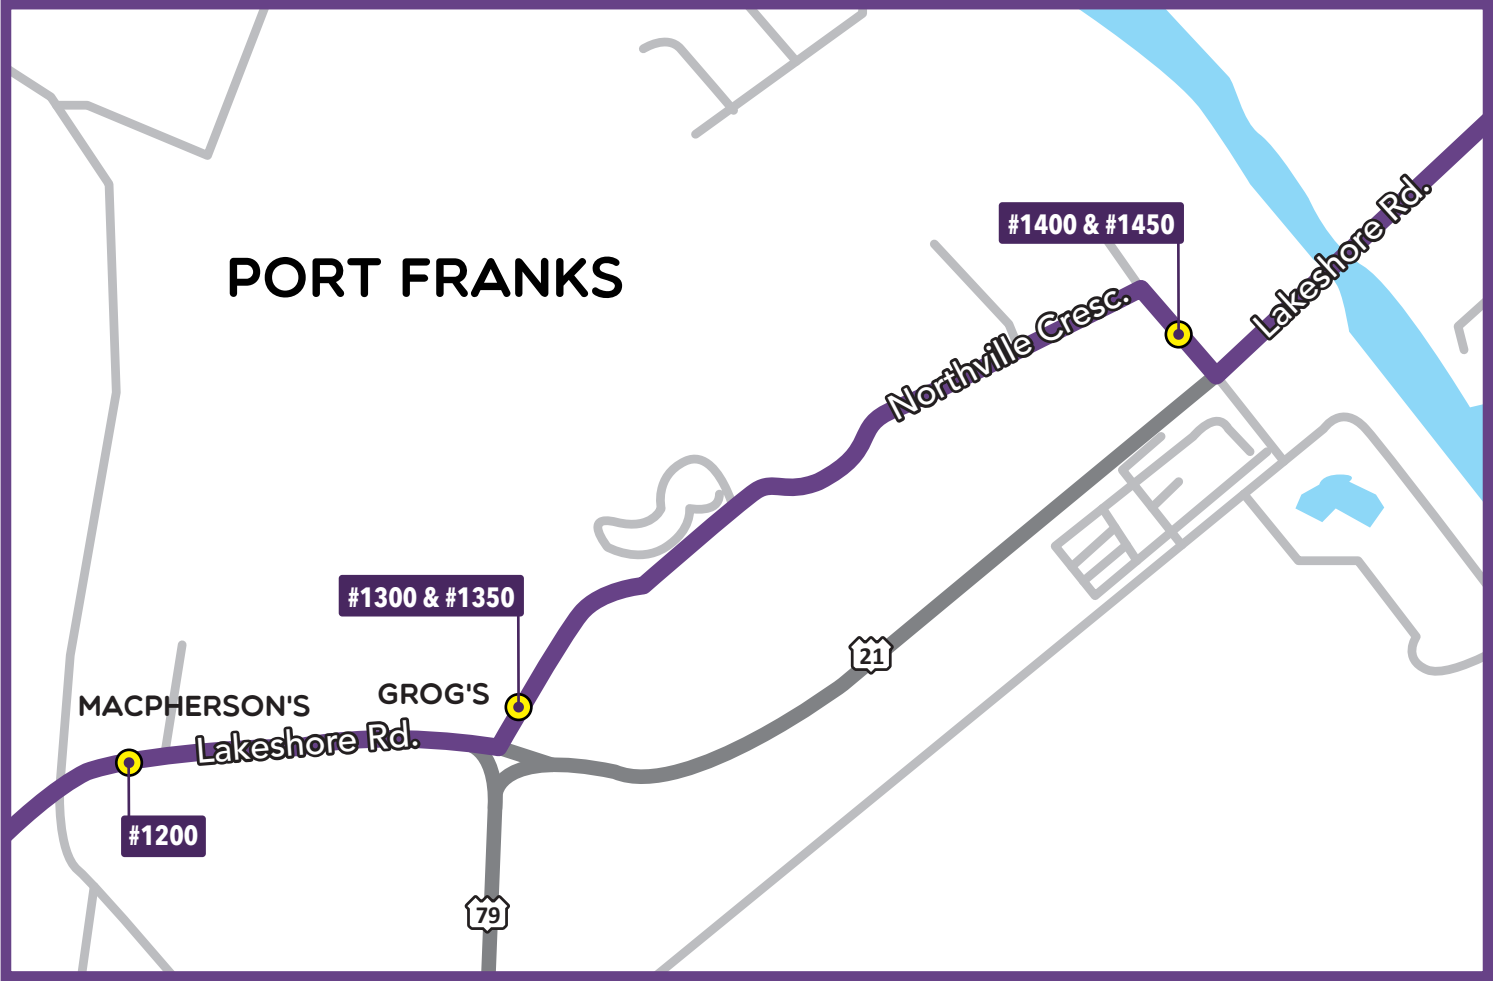 #1400 & #1450
Lakeshore Rd.
PORT FRANKS
Northville Cresc.
#1300 & #1350
21
GROG'S
MACPHERSON'S
Lakeshore Rd.
#1200
79